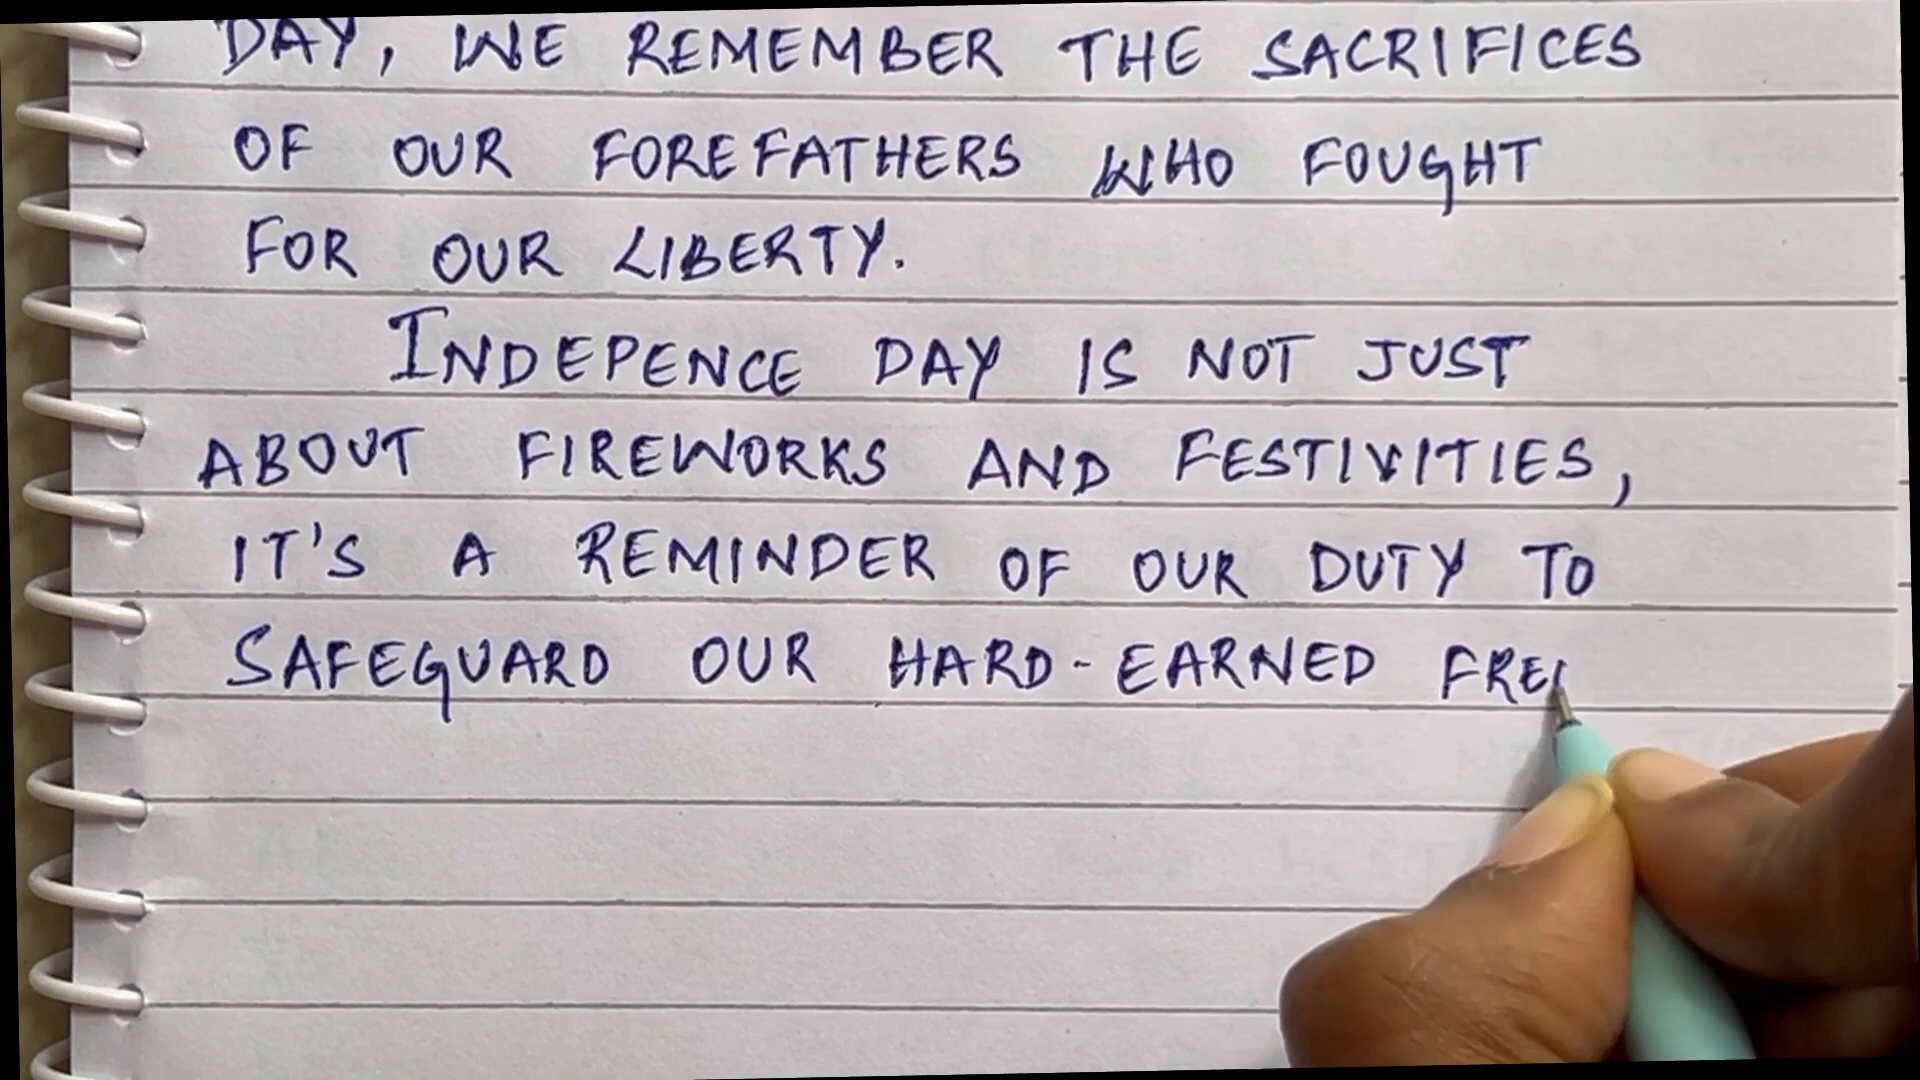 DAY, WE REMEMBER THE SACRIFICES
OF OUR FOREFATHERS WHO FOUGHT
FOR OUR LIBERTY.
INDEPENCE DAY IS NOT JUST
ABOUT FIREWORKS AND FESTIVITIES,
IT'S A REMINDER OF OUR DUTY TO
SAFEGUARD OUR HARD-EARNED FRE